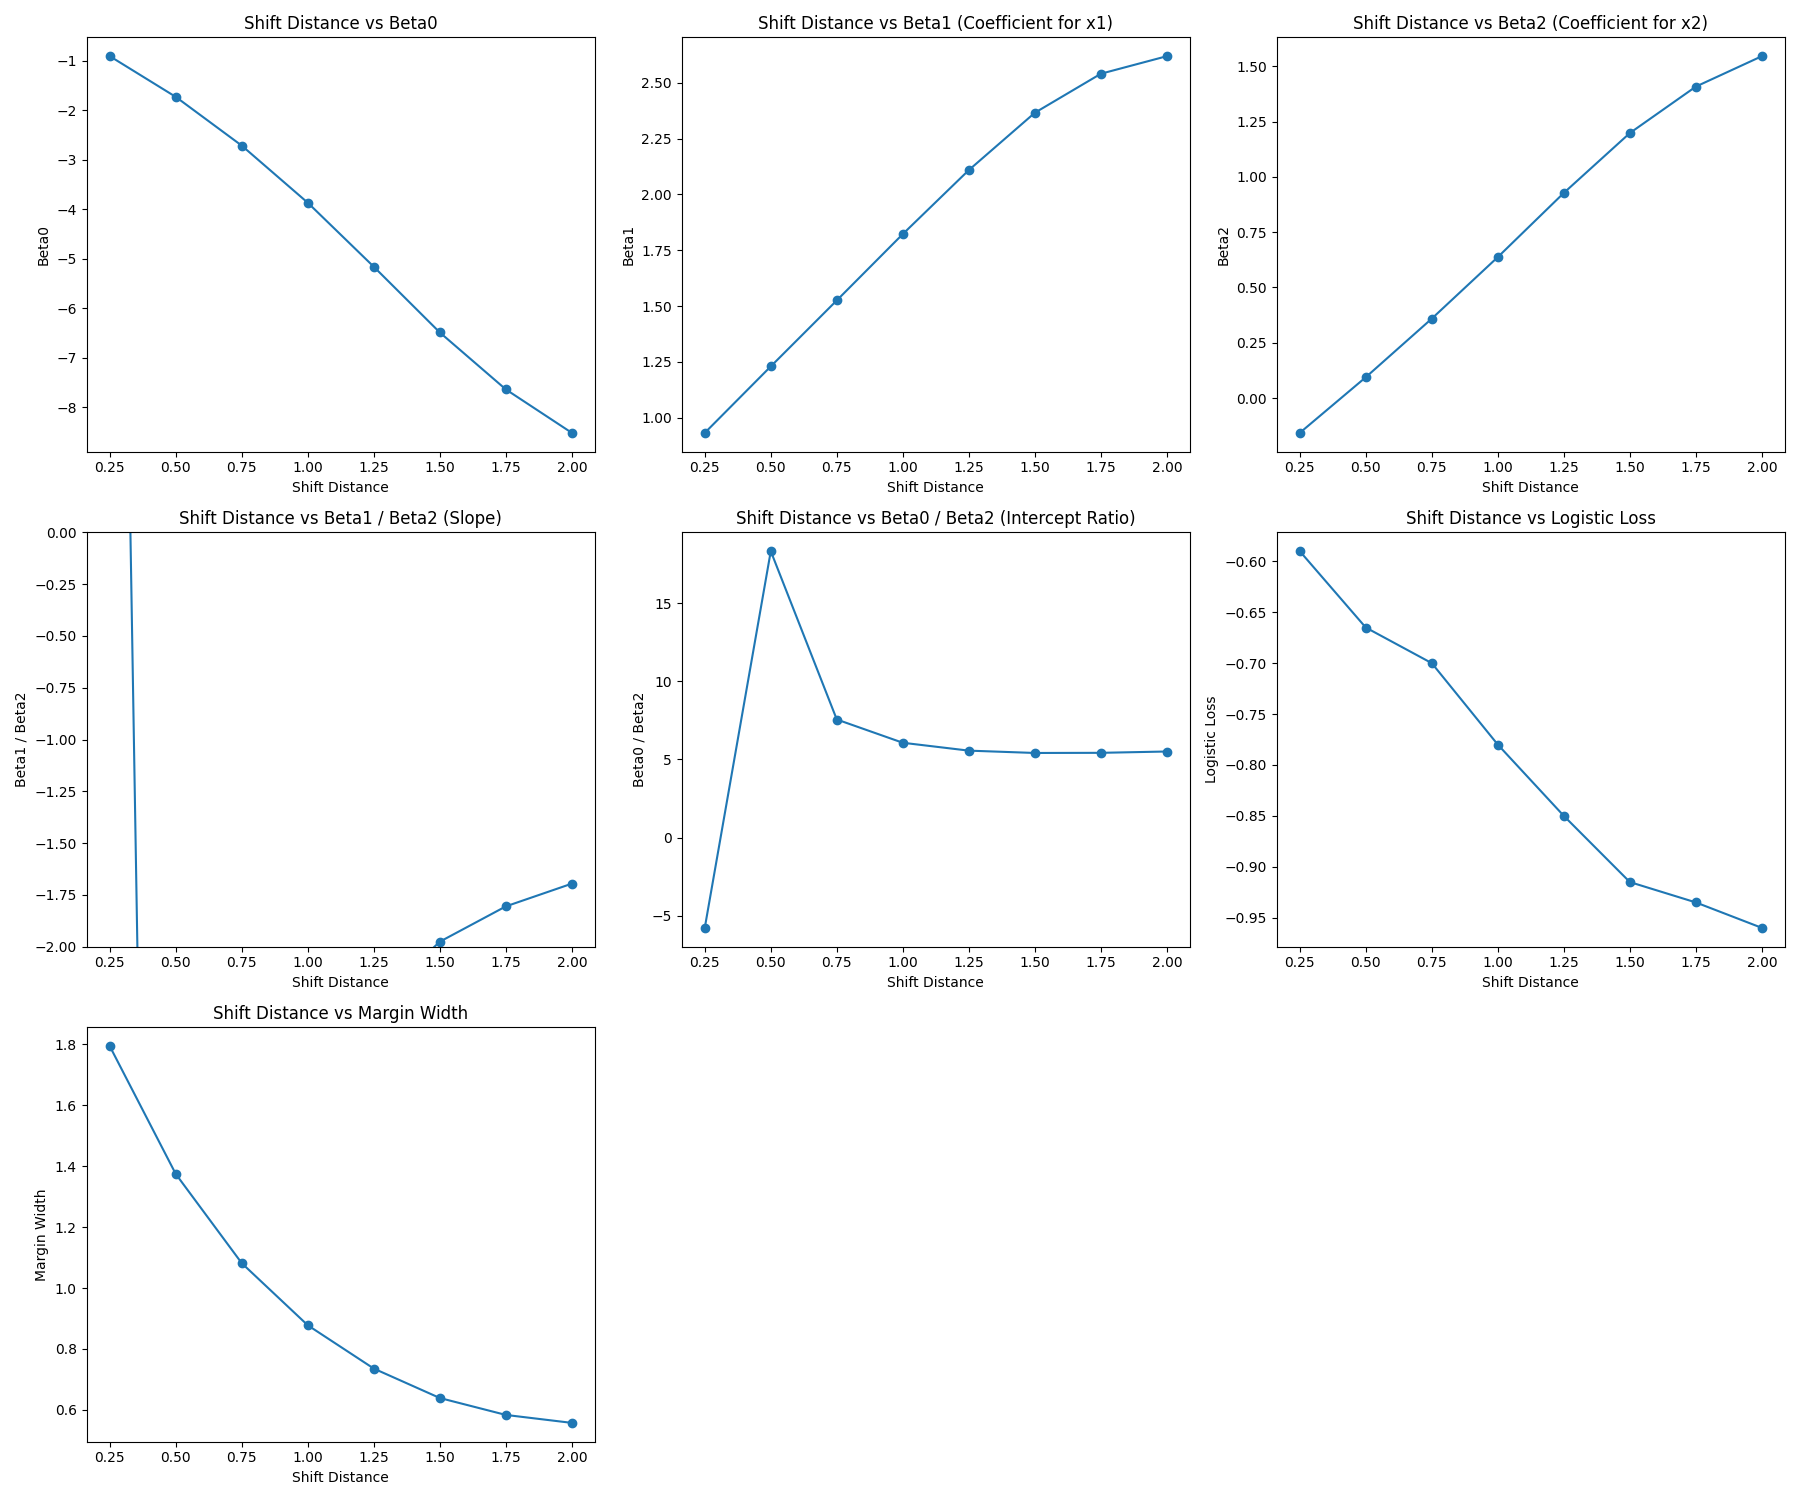 Shift Distance vs Beta0
Beta0
−1
−2
−3
−4
−5
−6
−7
−8
0.25 0.50 0.75 1.00 1.25 1.50 1.75 2.00
Shift Distance
Shift Distance vs Beta1 (Coefficient for x1)
Beta1
2.50
2.25
2.00
1.75
1.50
1.25
1.00
0.25 0.50 0.75 1.00 1.25 1.50 1.75 2.00
Shift Distance
Shift Distance vs Beta2 (Coefficient for x2)
Beta2
1.50
1.25
1.00
0.75
0.50
0.25
0.00
0.25 0.50 0.75 1.00 1.25 1.50 1.75 2.00
Shift Distance
Shift Distance vs Beta1 / Beta2 (Slope)
Beta1 / Beta2
0.00
−0.25
−0.50
−0.75
−1.00
−1.25
−1.50
−1.75
−2.00
0.25 0.50 0.75 1.00 1.25 1.50 1.75 2.00
Shift Distance
Shift Distance vs Beta0 / Beta2 (Intercept Ratio)
Beta0 / Beta2
15
10
5
0
−5
0.25 0.50 0.75 1.00 1.25 1.50 1.75 2.00
Shift Distance
Shift Distance vs Logistic Loss
Logistic Loss
−0.60
−0.65
−0.70
−0.75
−0.80
−0.85
−0.90
−0.95
0.25 0.50 0.75 1.00 1.25 1.50 1.75 2.00
Shift Distance
Shift Distance vs Margin Width
Margin Width
1.8
1.6
1.4
1.2
1.0
0.8
0.6
0.25 0.50 0.75 1.00 1.25 1.50 1.75 2.00
Shift Distance